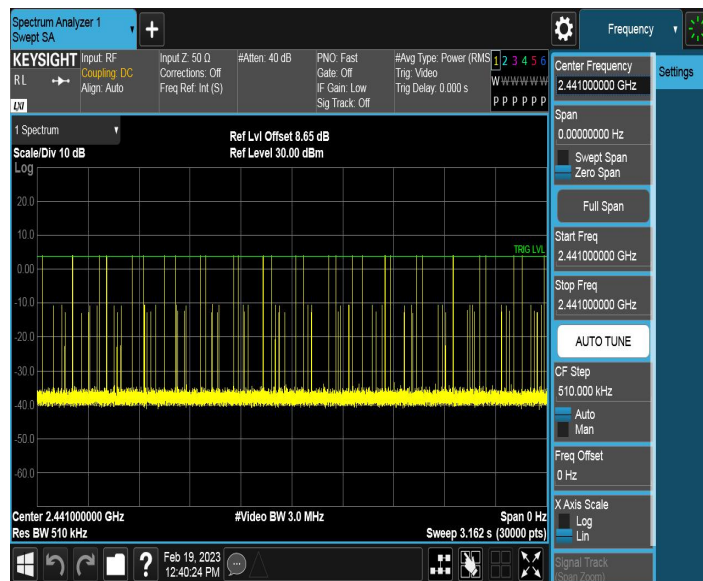 Spectrum Analyzer 1
Swept SA
Frequency
KEYSIGHT
RL
LXI
Input: RF
Coupling: DC
Align: Auto
Input Z: 50 Ω
Corrections: Off
Freq Ref: Int (S)
#Atten: 40 dB
PNO: Fast
Gate: Off
IF Gain: Low
Sig Track: Off
#Avg Type: Power (RMS
Trig: Video
Trig Delay: 0.000 s
1 2 3 4 5 6
W W W W W W
P P P P P P
1 Spectrum
Scale/Div 10 dB
Log
Ref Lvl Offset 8.65 dB
Ref Level 30.00 dBm
20.0
10.0
0.00
-10.0
-20.0
-30.0
-40.0
-50.0
-60.0
TRIG LVL
Center 2.441000000 GHz
#Video BW 3.0 MHz
Span 0 Hz
Res BW 510 kHz
Sweep 3.162 s (30000 pts)
Feb 19, 2023
12:40:24 PM
Center Frequency
2.441000000 GHz
Span
0.00000000 Hz
Swept Span
Zero Span
Full Span
Start Freq
2.441000000 GHz
Stop Freq
2.441000000 GHz
AUTO TUNE
CF Step
510.000 kHz
Auto
Man
Freq Offset
0 Hz
X Axis Scale
Log
Lin
Signal Track
(Span Zoom)
Settings